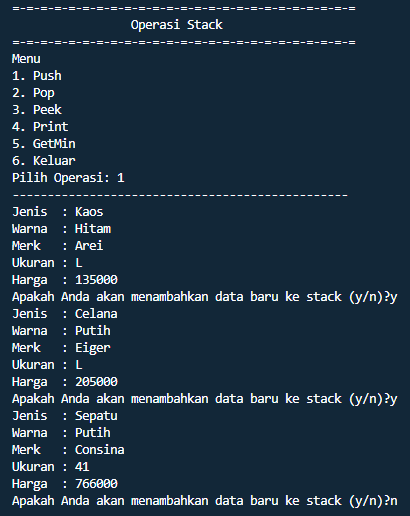 =-=-=-=-=-=-=-=-=-=-=-=-=-=-=-=-=-=-=-=-=-=-=-=-=
Operasi Stack
=-=-=-=-=-=-=-=-=-=-=-=-=-=-=-=-=-=-=-=-=-=-=-=-=
Menu
1. Push
2. Pop
3. Peek
4. Print
5. GetMin
6. Keluar
Pilih Operasi: 1
------------------------------------------------
Jenis  : Kaos
Warna  : Hitam
Merk   : Arei
Ukuran : L
Harga  : 135000
Apakah Anda akan menambahkan data baru ke stack (y/n)?y
Jenis  : Celana
Warna  : Putih
Merk   : Eiger
Ukuran : L
Harga  : 205000
Apakah Anda akan menambahkan data baru ke stack (y/n)?y
Jenis  : Sepatu
Warna  : Putih
Merk   : Consina
Ukuran : 41
Harga  : 766000
Apakah Anda akan menambahkan data baru ke stack (y/n)?n